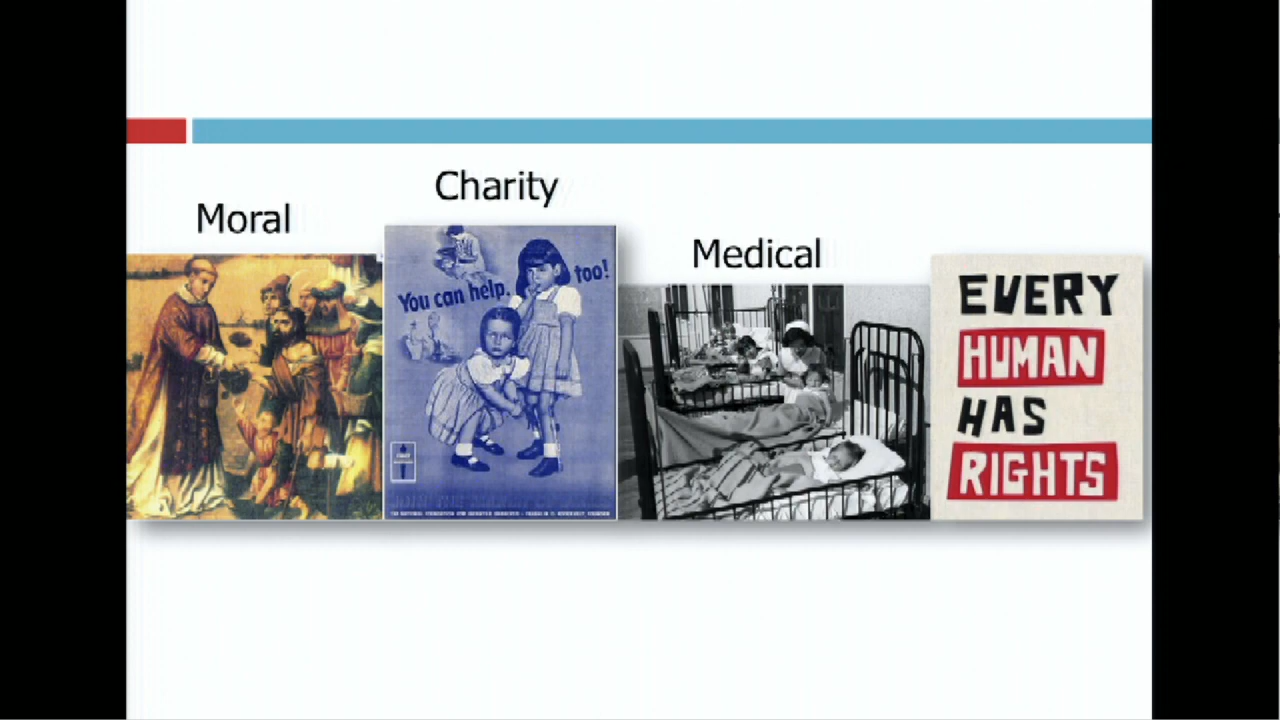 Moral
Charity
Medical
You can help,
too!
EVERY
HUMAN
HAS
RIGHTS